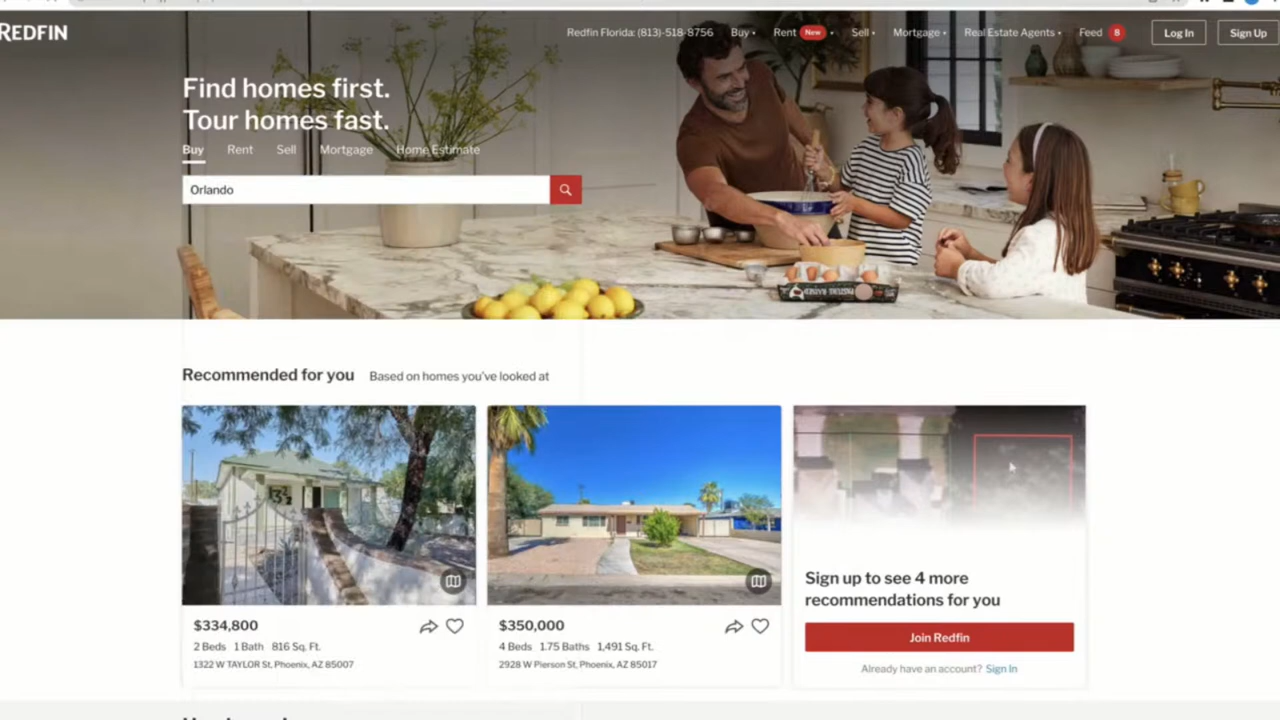 REDFIN
Redfin Florida: (813)-518-8756 Buy Rent New Sell Mortgage Real Estate Agents Feed 8 Log In Sign Up
Find homes first.
Tour homes fast.
Buy Rent Sell Mortgage Home Estimate
Orlando
Recommended for you Based on homes you've looked at
$334,800
2 Beds 1 Bath 816 Sq. Ft.
1322 W TAYLOR St, Phoenix, AZ 85007
$350,000
4 Beds 1.75 Baths 1,491 Sq. Ft.
2928 W Pierson St, Phoenix, AZ 85017
Sign up to see 4 more
recommendations for you
Join Redfin
Already have an account? Sign In